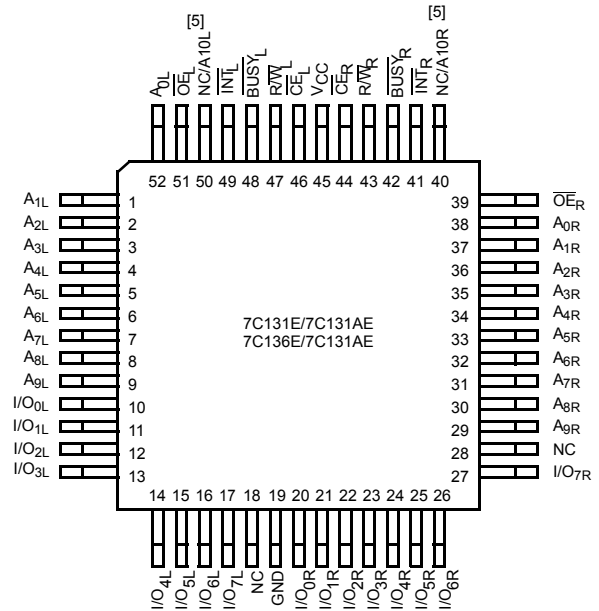 [5]
[5]
A0L
OEL
NC/A10L
INTL
BUSYL
R/WL
CEL
VCC
CER
R/WR
BUSYR
INTR
NC/A10R
52 51 50 49 48 47 46 45 44 43 42 41 40
A1L 1 39 OER
A2L 2 38 A0R
A3L 3 37 A1R
A4L 4 36 A2R
A5L 5 35 A3R
A6L 6 34 A4R
7C131E/7C131AE
7C136E/7C131AE
A7L 7 33 A5R
A8L 8 32 A6R
A9L 9 31 A7R
I/O0L 10 30 A8R
I/O1L 11 29 A9R
I/O2L 12 28 NC
I/O3L 13 27 I/O7R
14 15 16 17 18 19 20 21 22 23 24 25 26
I/O4L
I/O5L
I/O6L
I/O7L
NC
GND
I/O0R
I/O1R
I/O2R
I/O3R
I/O4R
I/O5R
I/O6R